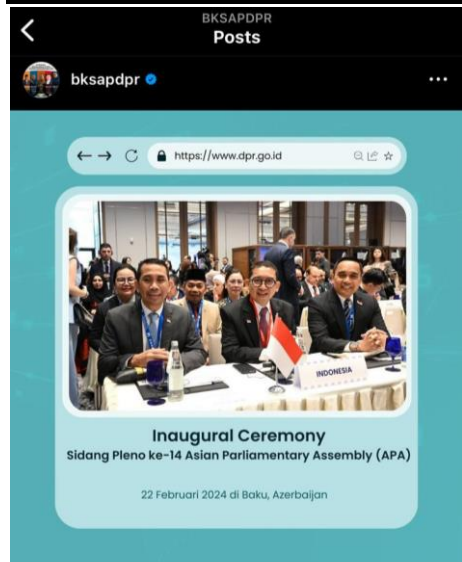 BKSAPDPR
Posts
bksapdpr
https://www.dpr.go.id
INDONESIA
Inaugural Ceremony
Sidang Pleno ke-14 Asian Parliamentary Assembly (APA)
22 Februari 2024 di Baku, Azerbaijan